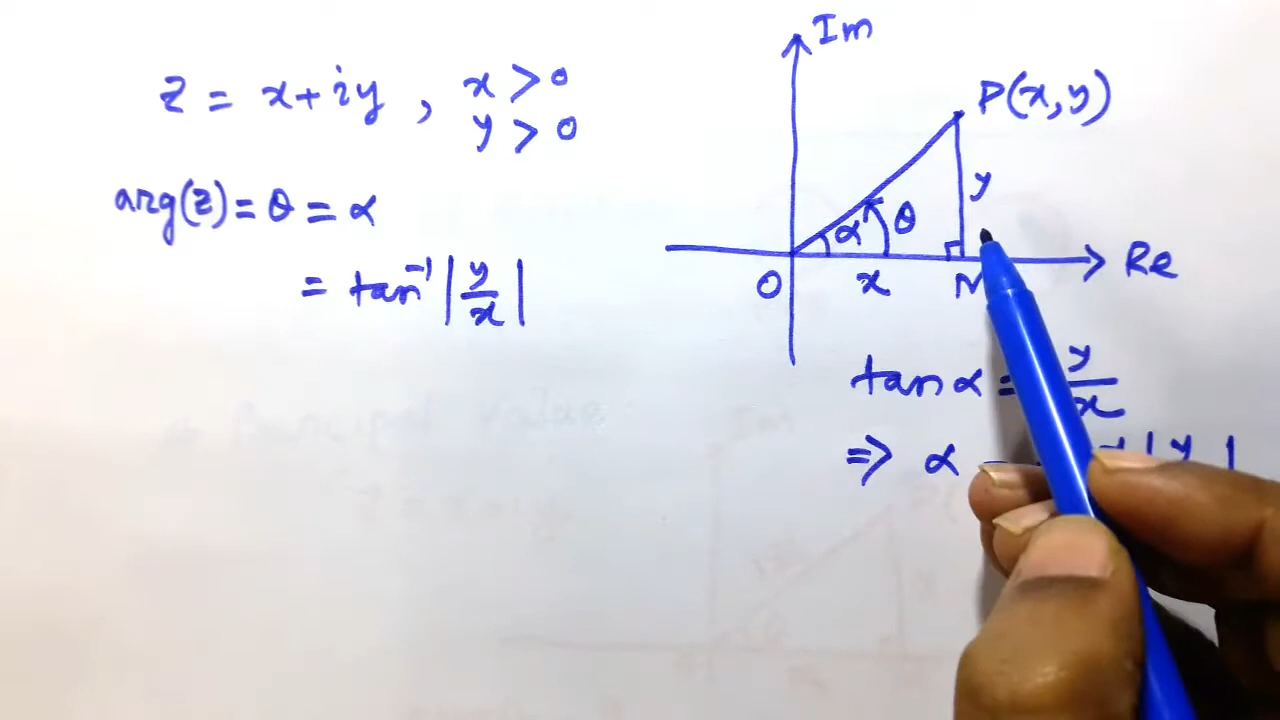 z = x+iy , x > 0
y > 0
arg(z) = θ = α
= tan⁻¹ |y/x|
Im
P(x,y)
y
α
θ
Re
O
x
N
tan α = y/x
⇒ α